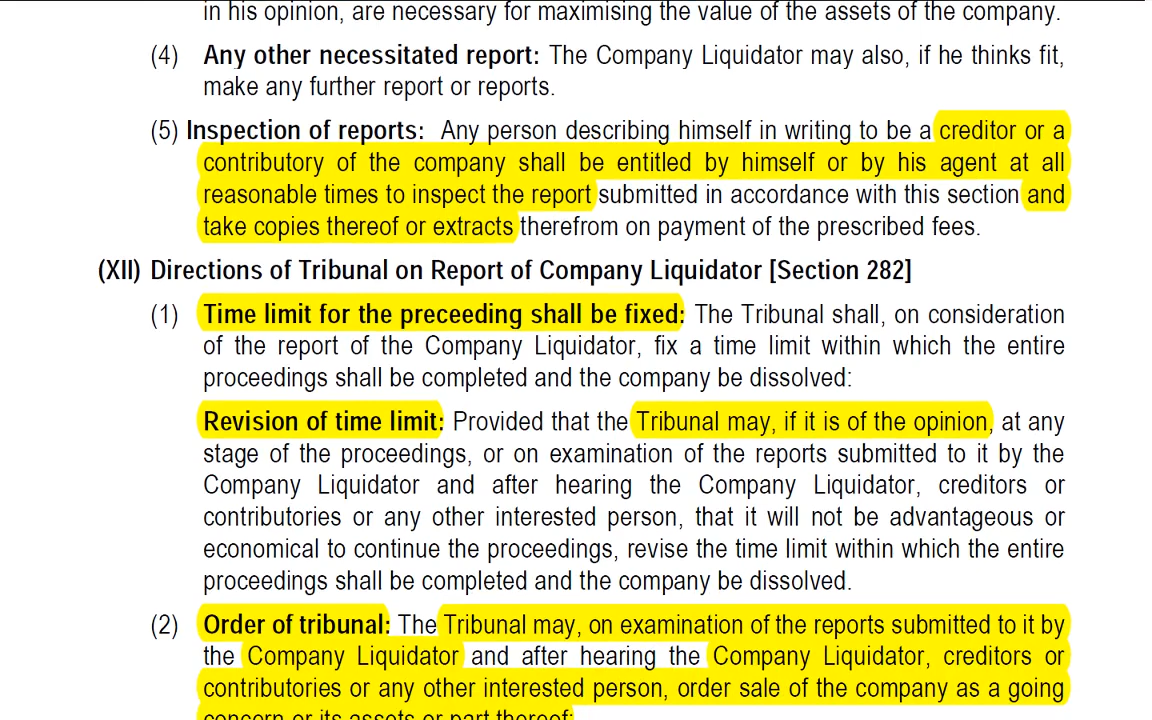 in his opinion, are necessary for maximising the value of the assets of the company.
(4) Any other necessitated report: The Company Liquidator may also, if he thinks fit,
make any further report or reports.
(5) Inspection of reports: Any person describing himself in writing to be a creditor or a
contributory of the company shall be entitled by himself or by his agent at all
reasonable times to inspect the report submitted in accordance with this section and
take copies thereof or extracts therefrom on payment of the prescribed fees.
(XII) Directions of Tribunal on Report of Company Liquidator [Section 282]
(1) Time limit for the preceeding shall be fixed: The Tribunal shall, on consideration
of the report of the Company Liquidator, fix a time limit within which the entire
proceedings shall be completed and the company be dissolved:
Revision of time limit: Provided that the Tribunal may, if it is of the opinion, at any
stage of the proceedings, or on examination of the reports submitted to it by the
Company Liquidator and after hearing the Company Liquidator, creditors or
contributories or any other interested person, that it will not be advantageous or
economical to continue the proceedings, revise the time limit within which the entire
proceedings shall be completed and the company be dissolved.
(2) Order of tribunal: The Tribunal may, on examination of the reports submitted to it by
the Company Liquidator and after hearing the Company Liquidator, creditors or
contributories or any other interested person, order sale of the company as a going
concern or its assets or part thereof: